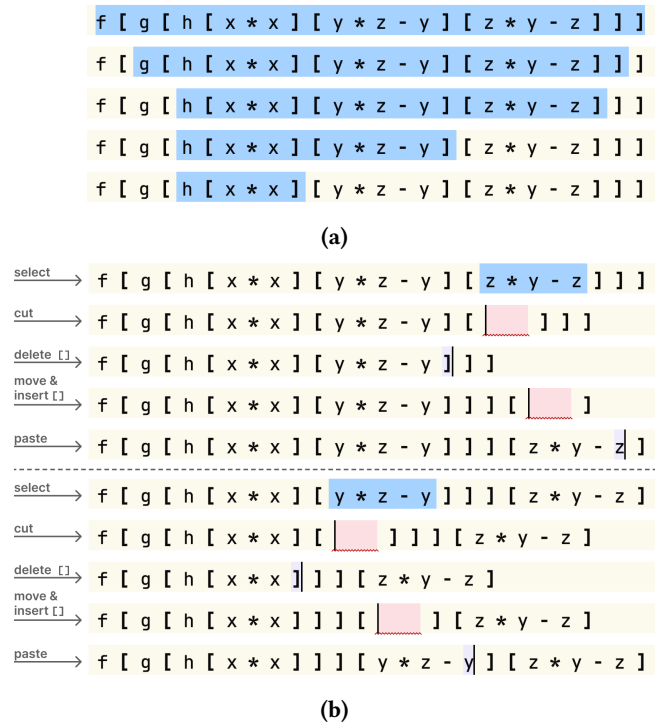 f [ g [ h [ x * x ] [ y * z - y ] [ z * y - z ] ] ]
f [ g [ h [ x * x ] [ y * z - y ] [ z * y - z ] ] ]
f [ g [ h [ x * x ] [ y * z - y ] [ z * y - z ] ] ]
f [ g [ h [ x * x ] [ y * z - y ] [ z * y - z ] ] ]
f [ g [ h [ x * x ] [ y * z - y ] [ z * y - z ] ] ]
(a)
select f [ g [ h [ x * x ] [ y * z - y ] [ z * y - z ] ] ]
cut f [ g [ h [ x * x ] [ y * z - y ] [ ] ] ]
delete [] f [ g [ h [ x * x ] [ y * z - y ] ] ]
move &
insert [] f [ g [ h [ x * x ] [ y * z - y ] ] ] [ ]
paste f [ g [ h [ x * x ] [ y * z - y ] ] ] [ z * y - z ]
select f [ g [ h [ x * x ] [ y * z - y ] ] ] [ z * y - z ]
cut f [ g [ h [ x * x ] [ ] ] ] [ z * y - z ]
delete [] f [ g [ h [ x * x ] ] ] [ z * y - z ]
move &
insert [] f [ g [ h [ x * x ] ] ] [ ] [ z * y - z ]
paste f [ g [ h [ x * x ] ] ] [ y * z - y ] [ z * y - z ]
(b)